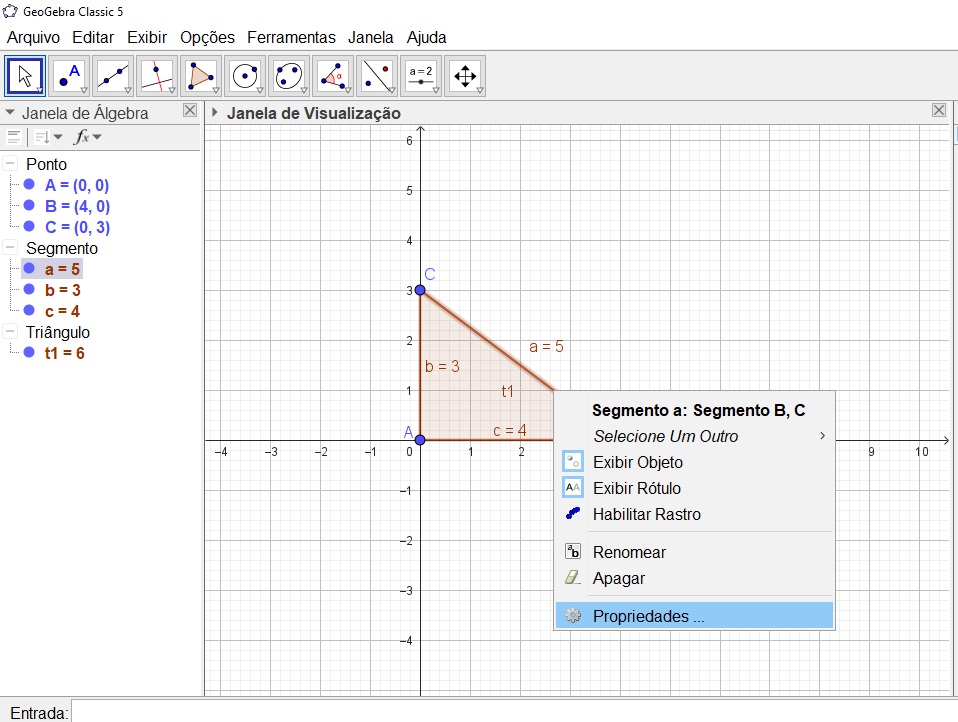 GeoGebra Classic 5
Arquivo Editar Exibir Opções Ferramentas Janela Ajuda
A
α
a=2
Janela de Álgebra
Janela de Visualização
fx
Ponto
A = (0, 0)
B = (4, 0)
C = (0, 3)
Segmento
a = 5
b = 3
c = 4
Triângulo
t1 = 6
6
5
4
C
3
2
a = 5
b = 3
1
t1
A
c = 4
–4 –3 –2 –1 0 1 2 9 10
–1
–2
–3
–4
Segmento a: Segmento B, C
Selecione Um Outro
Exibir Objeto
AA Exibir Rótulo
Habilitar Rastro
ab Renomear
Apagar
Propriedades ...
Entrada: